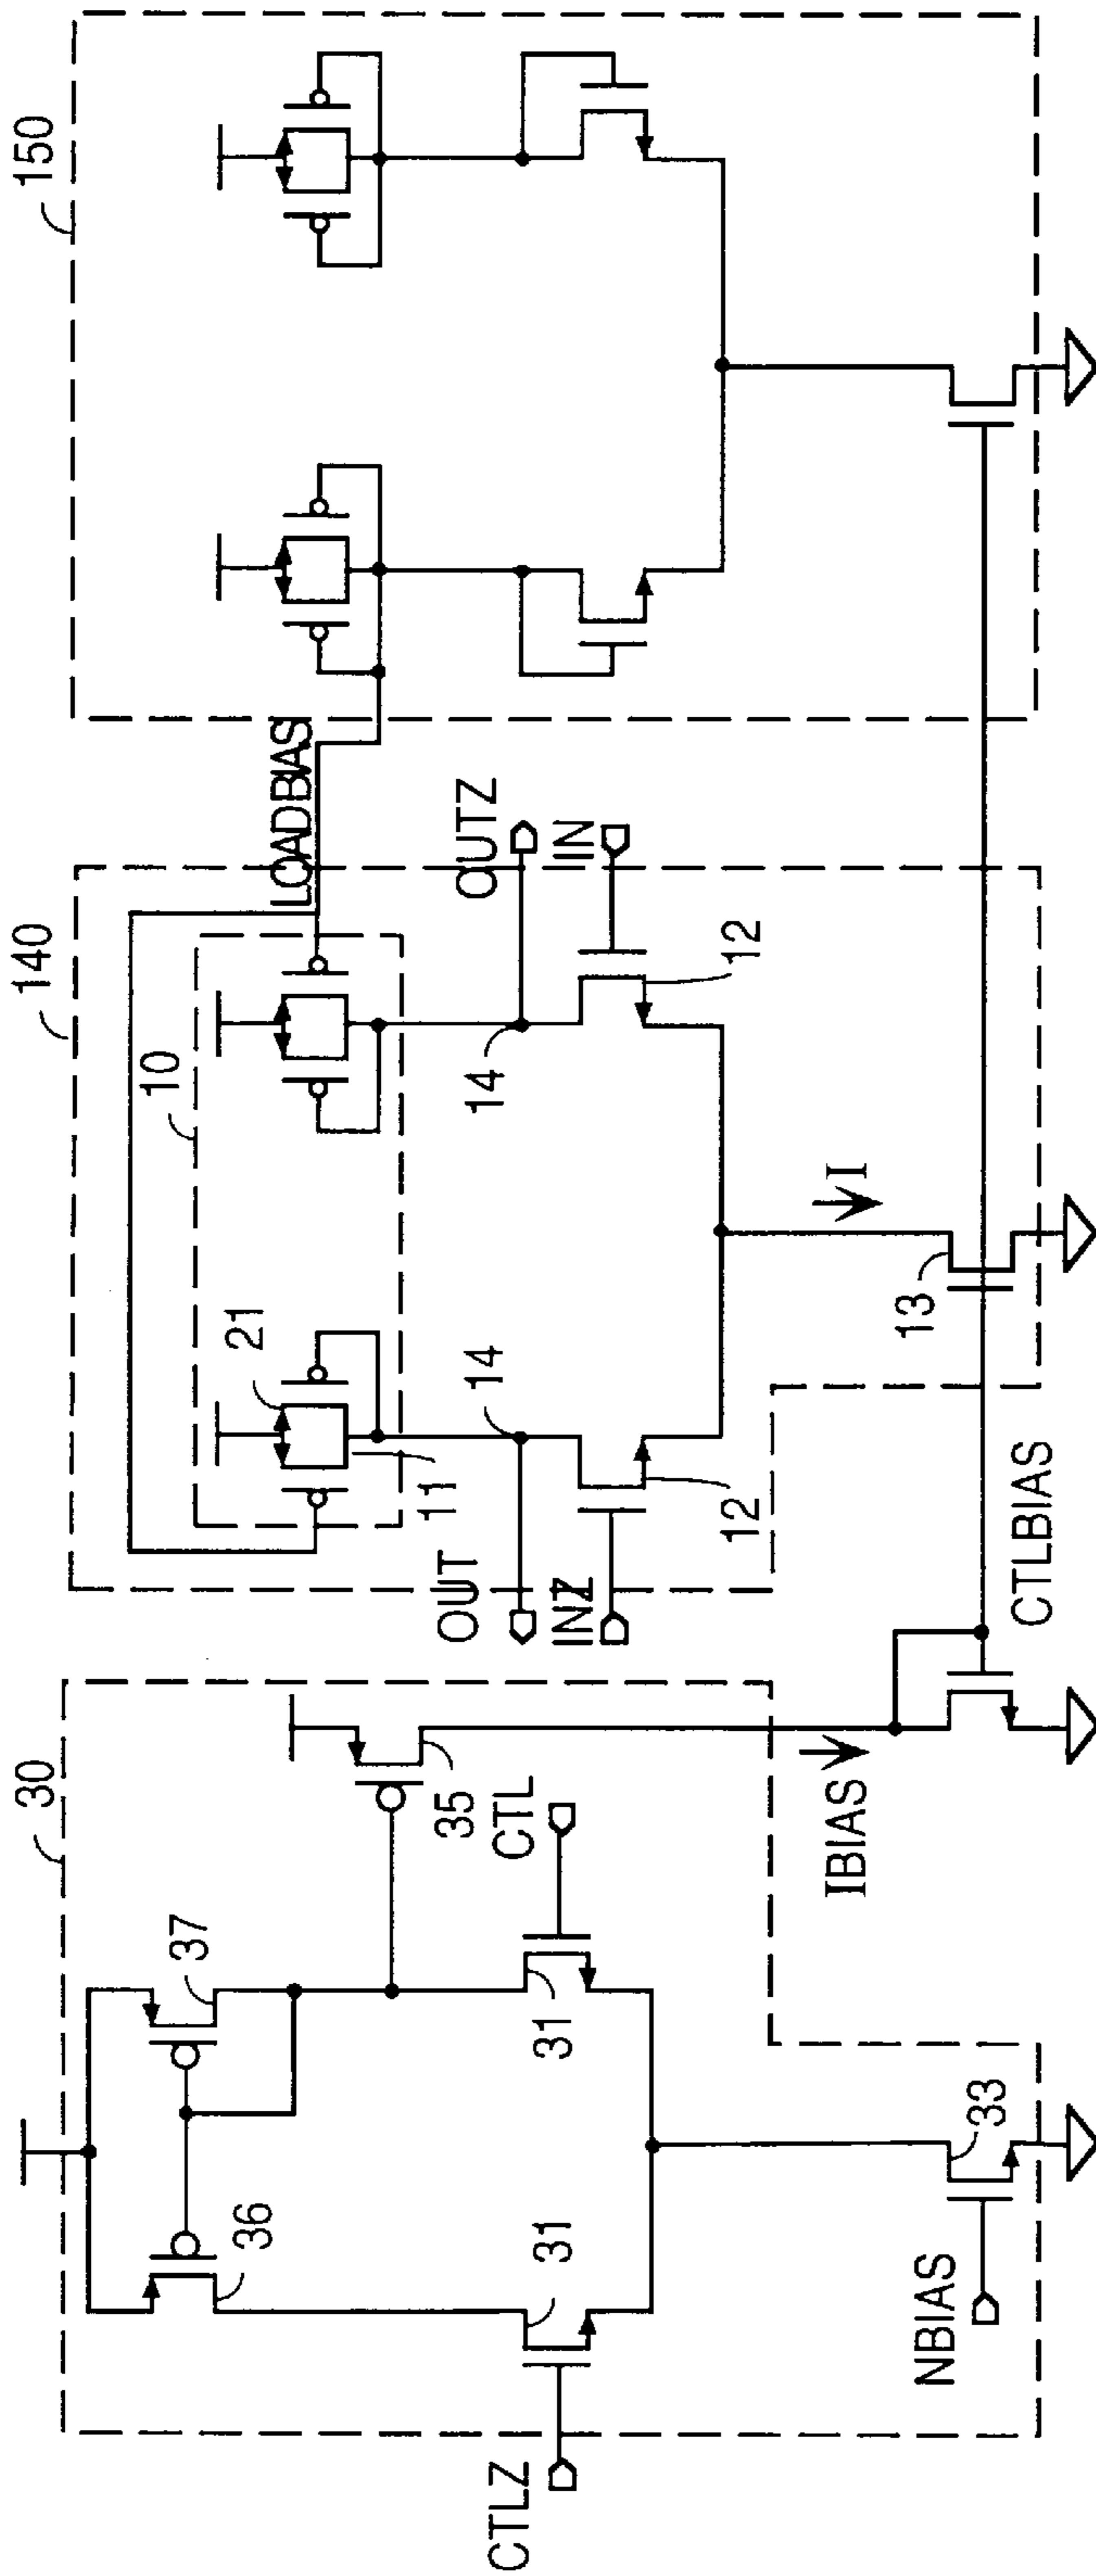 30
140
150
10
36
37
21
LOADBIAS
35
11
14
14
CTLZ
31
31
CTL
OUT
INZ
OUTZ
IN
12
12
IBIAS
I
NBIAS
33
13
CTLBIAS